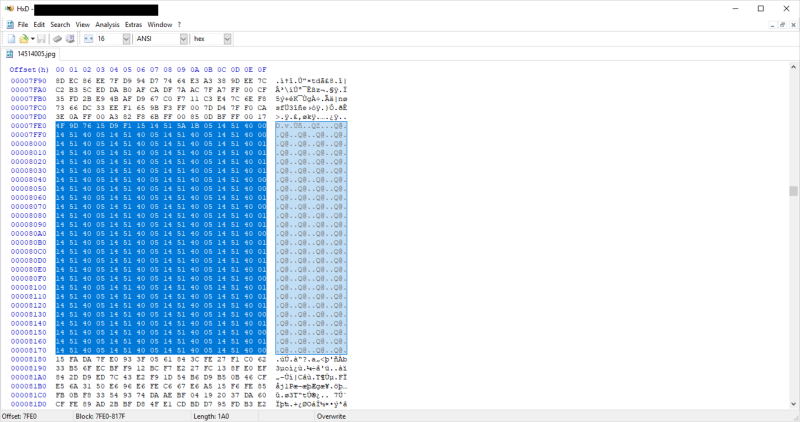 HxD -
File Edit Search View Analysis Extras Window ?
16 ANSI hex
14514005.jpg
Offset(h) 00 01 02 03 04 05 06 07 08 09 0A 0B 0C 0D 0E 0F
00007F90 8D EC 86 EE 7F D9 94 D7 74 64 E3 A3 38 9D EE 7C
00007FA0 C2 B3 5C ED DA B0 AF CA DF 7A AC 7F A7 FF 00 CF
00007FB0 35 FD 2B E9 4B AF D9 67 C0 F7 11 C3 E4 7C 6E F8
00007FC0 73 66 DC 33 EE F1 65 9B F3 FF 00 7D D4 7F F0 CA
00007FD0 3E 0A FF 00 A3 82 F8 6B FF 00 85 0D BF FF 00 17
00007FE0 4F 9D 76 15 D9 F1 15 14 51 5A 1B 05 14 51 40 00
00007FF0 14 51 40 05 14 51 40 05 14 51 40 05 14 51 40 00 .Q@..Q@..Q@..Q@.
00008000 14 51 40 05 14 51 40 05 14 51 40 05 14 51 40 01 .Q@..Q@..Q@..Q@.
00008010 14 51 40 05 14 51 40 05 14 51 40 05 14 51 40 01 .Q@..Q@..Q@..Q@.
00008020 14 51 40 05 14 51 40 05 14 51 40 05 14 51 40 01 .Q@..Q@..Q@..Q@.
00008030 14 51 40 05 14 51 40 05 14 51 40 05 14 51 40 01 .Q@..Q@..Q@..Q@.
00008040 14 51 40 05 14 51 40 05 14 51 40 05 14 51 40 01 .Q@..Q@..Q@..Q@.
00008050 14 51 40 05 14 51 40 05 14 51 40 05 14 51 40 01 .Q@..Q@..Q@..Q@.
00008060 14 51 40 05 14 51 40 05 14 51 40 05 14 51 40 01 .Q@..Q@..Q@..Q@.
00008070 14 51 40 05 14 51 40 05 14 51 40 05 14 51 40 01 .Q@..Q@..Q@..Q@.
00008080 14 51 40 05 14 51 40 05 14 51 40 05 14 51 40 01 .Q@..Q@..Q@..Q@.
00008090 14 51 40 05 14 51 40 05 14 51 40 05 14 51 40 01 .Q@..Q@..Q@..Q@.
000080A0 14 51 40 05 14 51 40 05 14 51 40 05 14 51 40 01 .Q@..Q@..Q@..Q@.
000080B0 14 51 40 05 14 51 40 05 14 51 40 05 14 51 40 01 .Q@..Q@..Q@..Q@.
000080C0 14 51 40 05 14 51 40 05 14 51 40 05 14 51 40 01 .Q@..Q@..Q@..Q@.
000080D0 14 51 40 05 14 51 40 05 14 51 40 05 14 51 40 01 .Q@..Q@..Q@..Q@.
000080E0 14 51 40 05 14 51 40 05 14 51 40 05 14 51 40 01 .Q@..Q@..Q@..Q@.
000080F0 14 51 40 05 14 51 40 05 14 51 40 05 14 51 40 01 .Q@..Q@..Q@..Q@.
00008100 14 51 40 05 14 51 40 05 14 51 40 05 14 51 40 01 .Q@..Q@..Q@..Q@.
00008110 14 51 40 05 14 51 40 05 14 51 40 05 14 51 40 01 .Q@..Q@..Q@..Q@.
00008120 14 51 40 05 14 51 40 05 14 51 40 05 14 51 40 01 .Q@..Q@..Q@..Q@.
00008130 14 51 40 05 14 51 40 05 14 51 40 05 14 51 40 01 .Q@..Q@..Q@..Q@.
00008140 14 51 40 05 14 51 40 05 14 51 40 05 14 51 40 01 .Q@..Q@..Q@..Q@.
00008150 14 51 40 05 14 51 40 05 14 51 40 05 14 51 40 01 .Q@..Q@..Q@..Q@.
00008160 14 51 40 05 14 51 40 05 14 51 40 05 14 51 40 01 .Q@..Q@..Q@..Q@.
00008170 14 51 40 05 14 51 40 05 14 51 40 05 14 51 40 01 .Q@..Q@..Q@..Q@.
00008180 15 FA DA 7F E0 93 3F 05 61 84 3C FE 27 F1 C0 62
00008190 33 B5 6F EC BF F9 12 BC F7 E2 27 FC 13 8F E0 EF
000081A0 84 2D D9 ED 7C 43 E2 F9 1D 54 B6 D9 B5 0B 46 CF
000081B0 E5 6A 31 50 E6 96 E6 FE C6 67 E6 A5 15 F6 FE 85
000081C0 FB 0B F8 33 54 93 74 DA AE BF 04 19 20 37 DA 60
000081D0 CF FE 89 AD 2B BF D8 4F E1 CD BD D7 95 FD B3 E2
Offset: 7FE0 Block: 7FE0-817F Length: 1A0 Overwrite